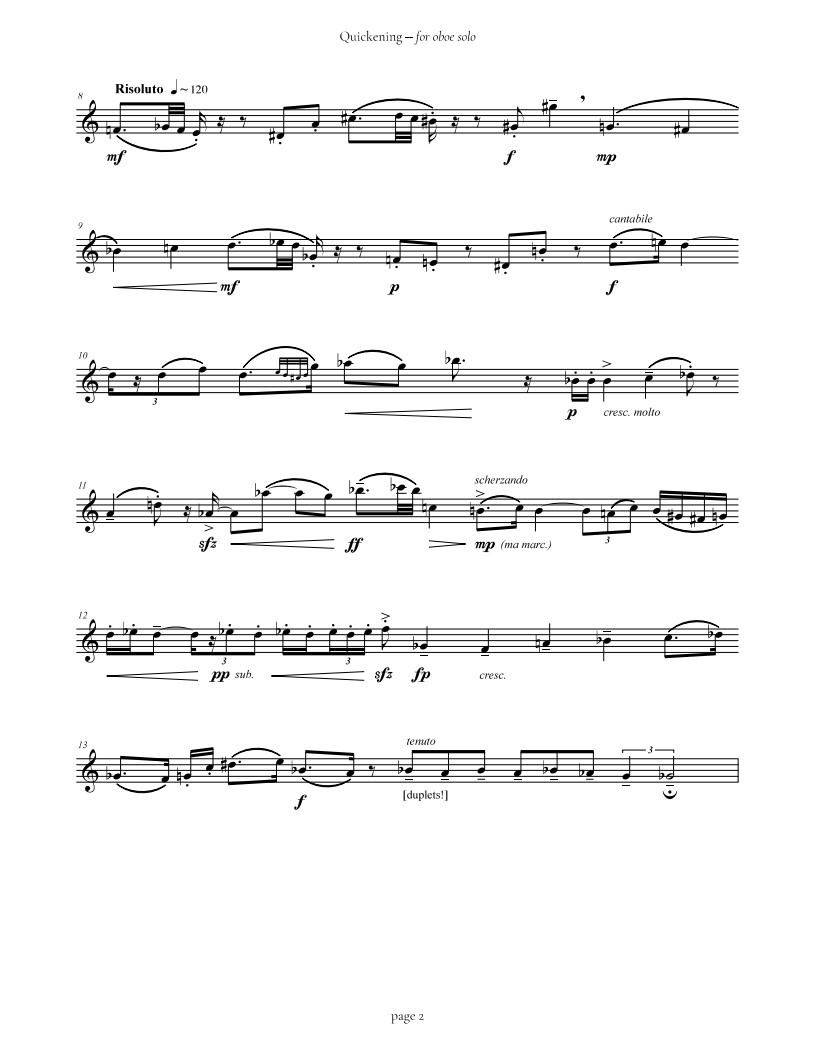 Quickening – for oboe solo
8
Risoluto ♩ ~ 120
mf
f
mp
9
cantabile
mf
p
f
10
3
p
cresc. molto
11
scherzando
sfz
ff
mp (ma marc.)
3
12
3
3
pp sub.
sfz
fp
cresc.
13
tenuto
3
f
[duplets!]
page 2